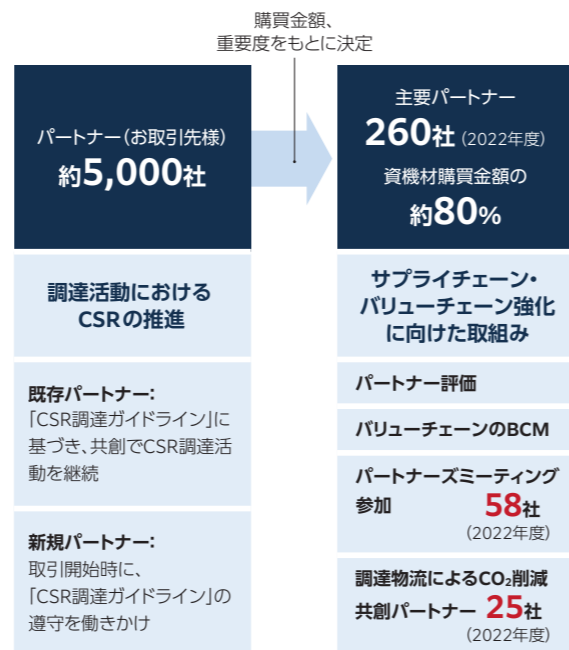 購買金額、
重要度をもとに決定
パートナー（お取引先様）
約5,000社
主要パートナー
260社（2022年度）
資機材購買金額の
約80%
調達活動における
CSRの推進
既存パートナー：
「CSR調達ガイドライン」に
基づき、共創でCSR調達活
動を継続
新規パートナー：
取引開始時に、
「CSR調達ガイドライン」の
遵守を働きかけ
サプライチェーン・
バリューチェーン強化
に向けた取組み
パートナー評価
バリューチェーンのBCM
パートナーズミーティング
参加 58社
（2022年度）
調達物流によるCO₂削減
共創パートナー 25社
（2022年度）